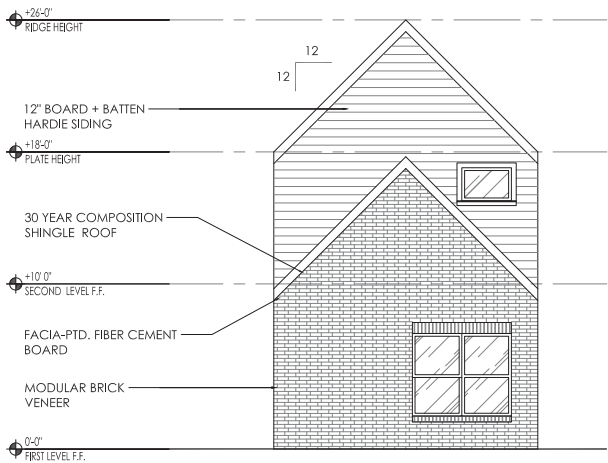 +26'-0"
RIDGE HEIGHT
12
12
12" BOARD + BATTEN
HARDIE SIDING
+18'-0"
PLATE HEIGHT
30 YEAR COMPOSITION
SHINGLE ROOF
+10' 0"
SECOND LEVEL F.F.
FACIA-PTD. FIBER CEMENT
BOARD
MODULAR BRICK
VENEER
0'-0"
FIRST LEVEL F.F.